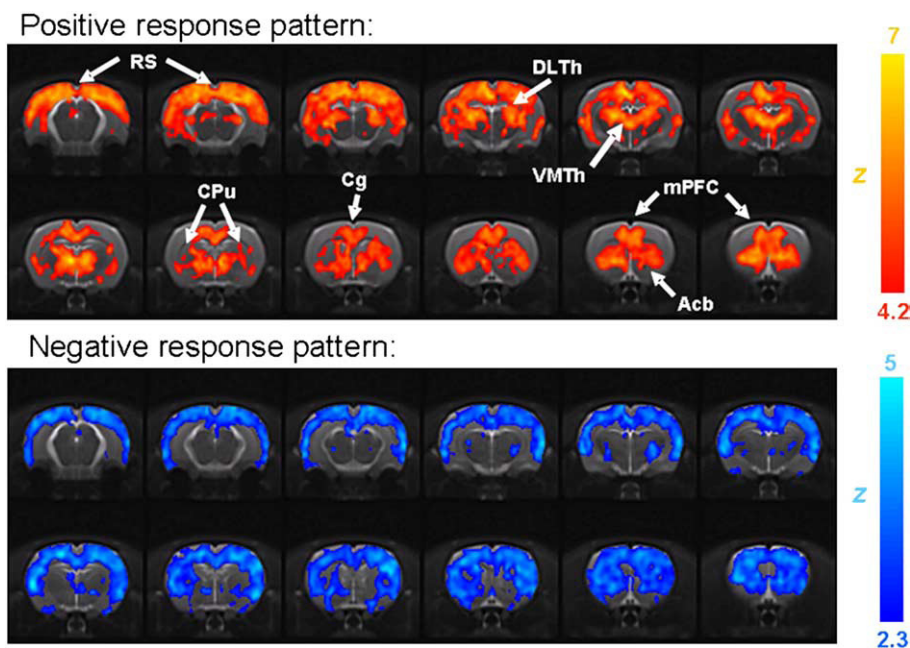 Positive response pattern:
7
RS
DLTh
VMTh
z
CPu
Cg
mPFC
Acb
4.2
Negative response pattern:
5
z
2.3